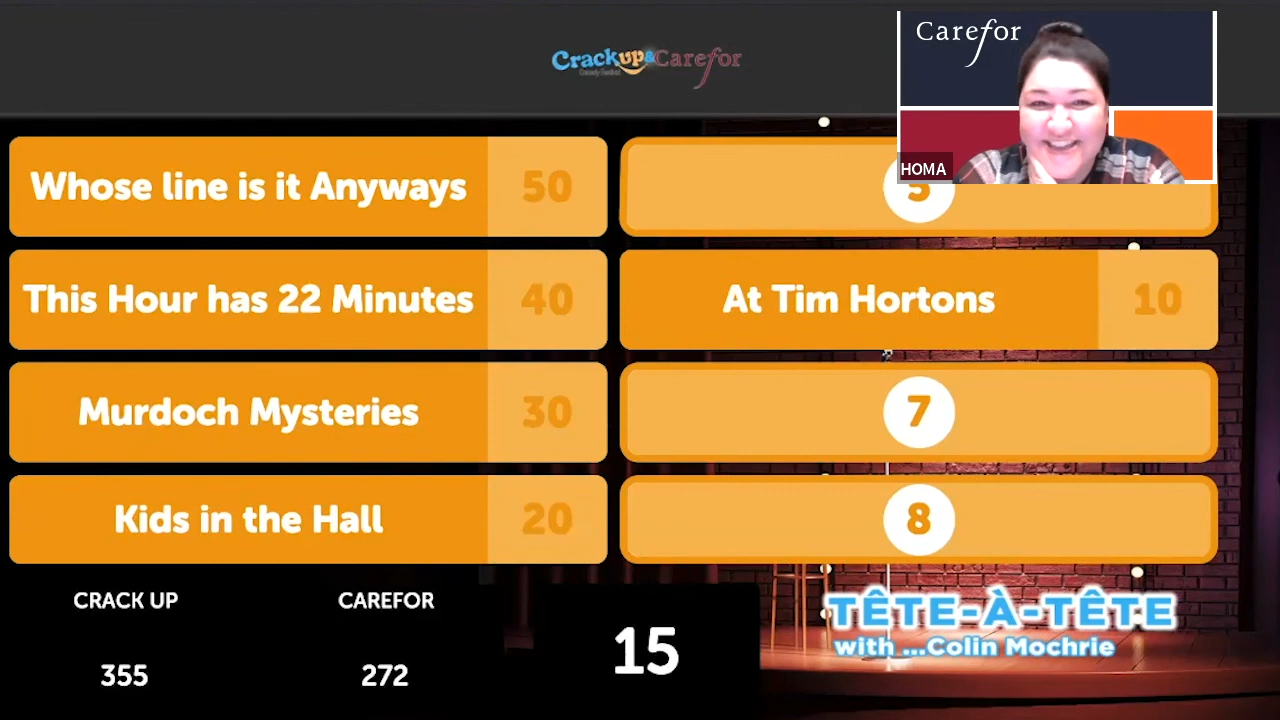 Crackup&Carefor
Comedy Festival
Carefor
HOMA
Whose line is it Anyways 50
5
This Hour has 22 Minutes 40
At Tim Hortons 10
Murdoch Mysteries 30
7
Kids in the Hall 20
8
CRACK UP
CAREFOR
355
272
15
TÊTE-À-TÊTE
with ...Colin Mochrie